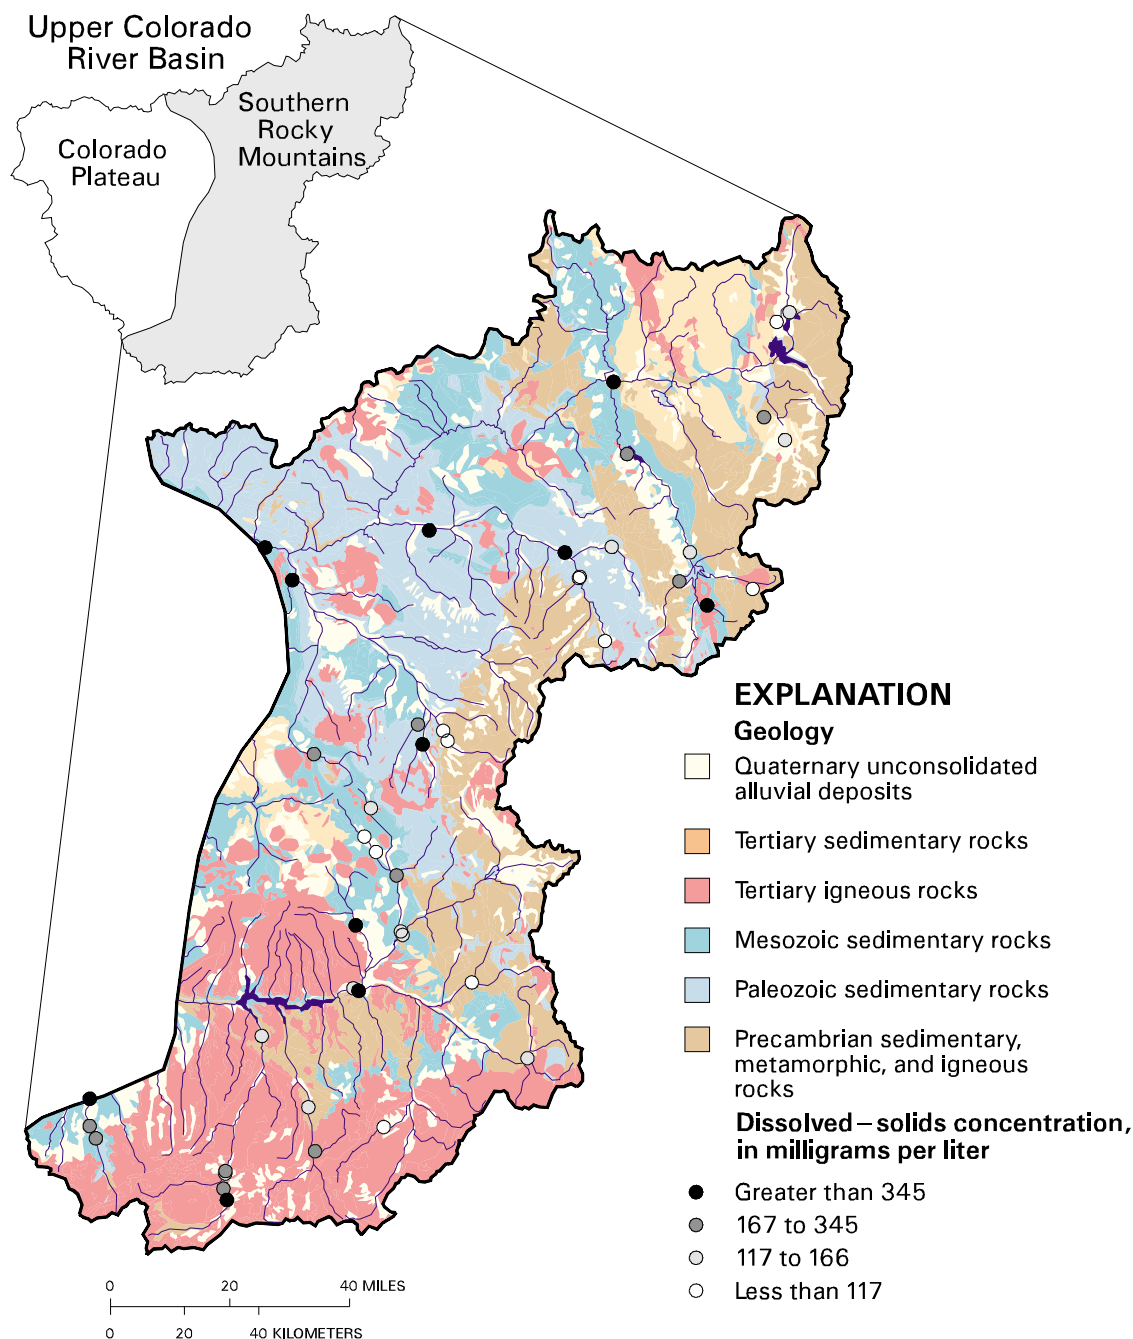 Upper Colorado
River Basin
Southern
Rocky
Mountains
Colorado
Plateau
EXPLANATION
Geology
Quaternary unconsolidated
alluvial deposits
Tertiary sedimentary rocks
Tertiary igneous rocks
Mesozoic sedimentary rocks
Paleozoic sedimentary rocks
Precambrian sedimentary,
metamorphic, and igneous
rocks
Dissolved–solids concentration,
in milligrams per liter
Greater than 345
167 to 345
117 to 166
Less than 117
0 20 40 MILES
0 20 40 KILOMETERS